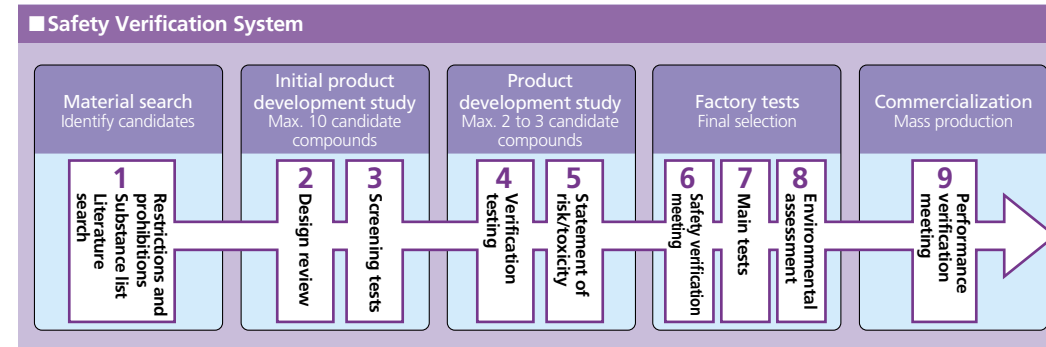 ■Safety Verification System
Material search
Identify candidates
1
Restrictions and
prohibitions
Substance list
Literature
search
Initial product
development study
Max. 10 candidate
compounds
2
Design review
3
Screening tests
Product
development study
Max. 2 to 3 candidate
compounds
4
Verification
testing
5
Statement of
risk/toxicity
Factory tests
Final selection
6
Safety verification
meeting
7
Main tests
8
Environmental
assessment
Commercialization
Mass production
9
Performance
verification
meeting